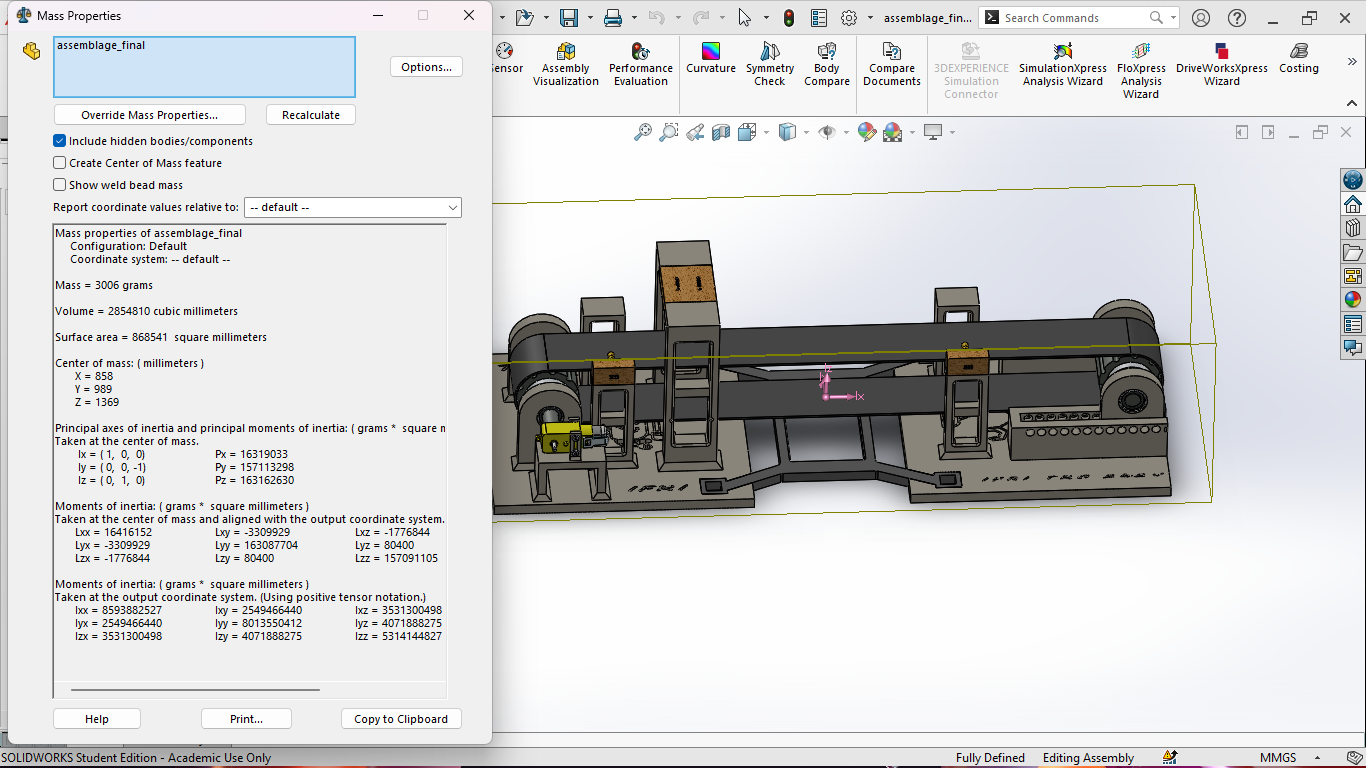 Mass Properties
assemblage_final
Options...
Override Mass Properties...
Recalculate
Include hidden bodies/components
Create Center of Mass feature
Show weld bead mass
Report coordinate values relative to:
-- default --
Mass properties of assemblage_final
Configuration: Default
Coordinate system: -- default --
Mass = 3006 grams
Volume = 2854810 cubic millimeters
Surface area = 868541 square millimeters
Center of mass: ( millimeters )
X = 858
Y = 989
Z = 1369
Principal axes of inertia and principal moments of inertia: ( grams * square
Taken at the center of mass.
Ix = ( 1, 0, 0) Px = 16319033
Iy = ( 0, 0, -1) Py = 157113298
Iz = ( 0, 1, 0) Pz = 163162630
Moments of inertia: ( grams * square millimeters )
Taken at the center of mass and aligned with the output coordinate system.
Lxx = 16416152 Lxy = -3309929 Lxz = -1776844
Lyx = -3309929 Lyy = 163087704 Lyz = 80400
Lzx = -1776844 Lzy = 80400 Lzz = 157091105
Moments of inertia: ( grams * square millimeters )
Taken at the output coordinate system. (Using positive tensor notation.)
Ixx = 8593882527 Ixy = 2549466440 Ixz = 3531300498
Iyx = 2549466440 Iyy = 8013550412 Iyz = 4071888275
Izx = 3531300498 Izy = 4071888275 Izz = 5314144827
Help
Print...
Copy to Clipboard
assemblage_fin...
Search Commands
Sensor
Assembly Visualization
Performance Evaluation
Curvature
Symmetry Check
Body Compare
Compare Documents
3DEXPERIENCE Simulation Connector
SimulationXpress Analysis Wizard
FloXpress Analysis Wizard
DriveWorksXpress Wizard
Costing
SOLIDWORKS Student Edition - Academic Use Only
Fully Defined
Editing Assembly
MMGS